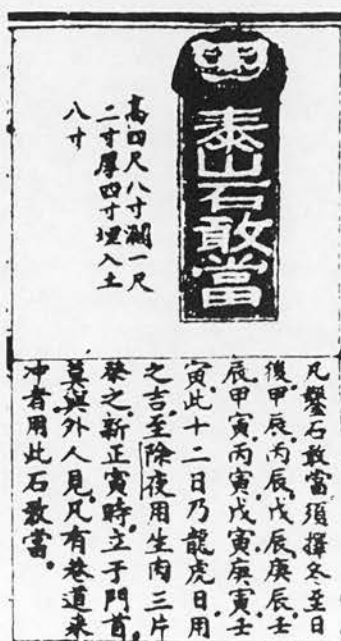 泰山石敢當
高四尺八寸濶一尺
二寸厚四寸埋入土
八寸
凡鑿石敢當須擇冬至日
後甲辰。丙辰。戊辰。庚辰。壬
辰。甲寅。丙寅。戊寅。庚寅。壬
寅。此十二日乃龍虎日用
之吉。至除夜用生肉三片
祭之。新正寅時。立于門首。
莫與外人見。凡有巷道来
冲者用此石敢當。